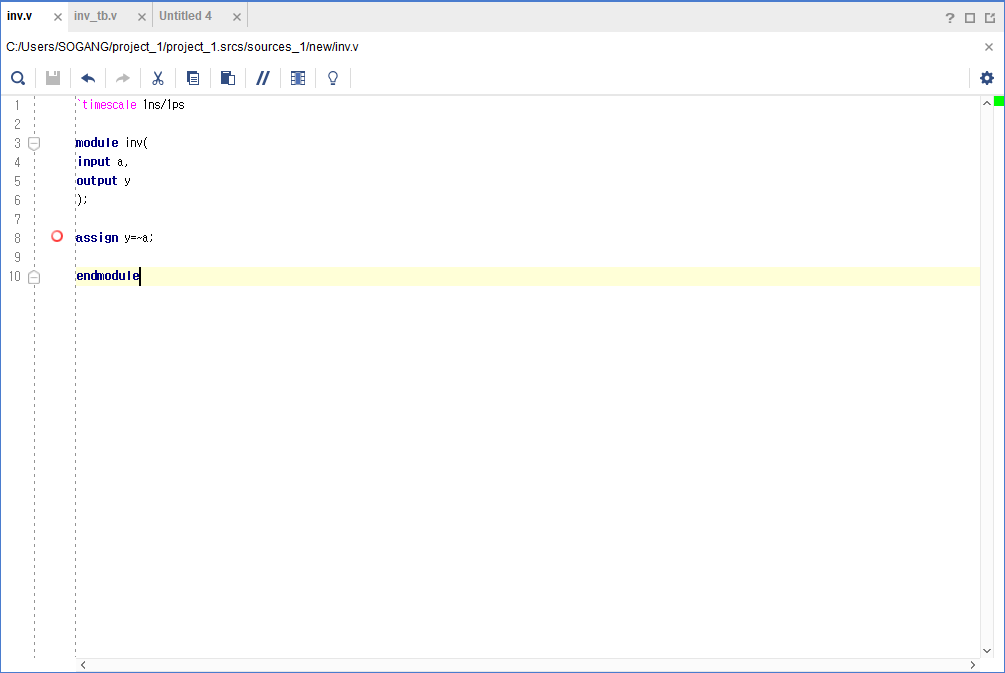 inv.v inv_tb.v Untitled 4
C:/Users/SOGANG/project_1/project_1.srcs/sources_1/new/inv.v
1 `timescale 1ns/1ps
2
3 module inv(
4 input a,
5 output y
6 );
7
8 assign y=~a;
9
10 endmodule